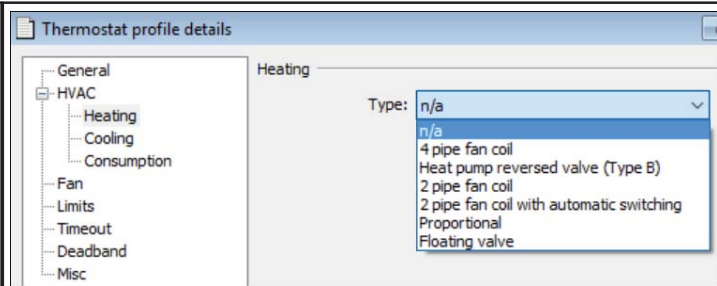 Thermostat profile details
General
HVAC
Heating
Cooling
Consumption
Fan
Limits
Timeout
Deadband
Misc
Heating
Type: n/a
n/a
4 pipe fan coil
Heat pump reversed valve (Type B)
2 pipe fan coil
2 pipe fan coil with automatic switching
Proportional
Floating valve